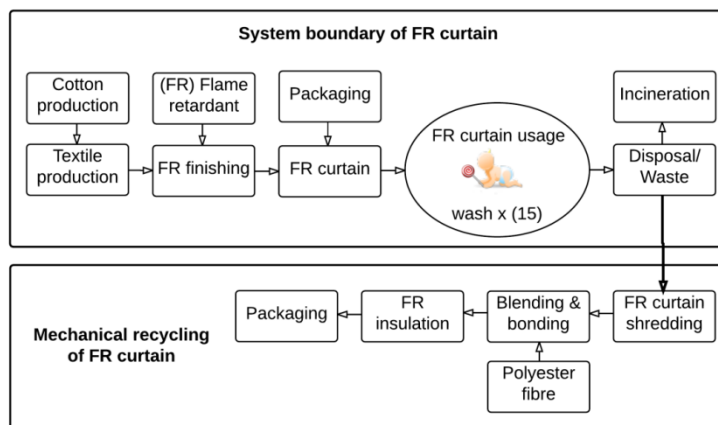 System boundary of FR curtain
Cotton
production
(FR) Flame
retardant
Packaging
Incineration
Textile
production
FR finishing
FR curtain
FR curtain usage
wash x (15)
Disposal/
Waste
Mechanical recycling
of FR curtain
Packaging
FR
insulation
Blending &
bonding
FR curtain
shredding
Polyester
fibre